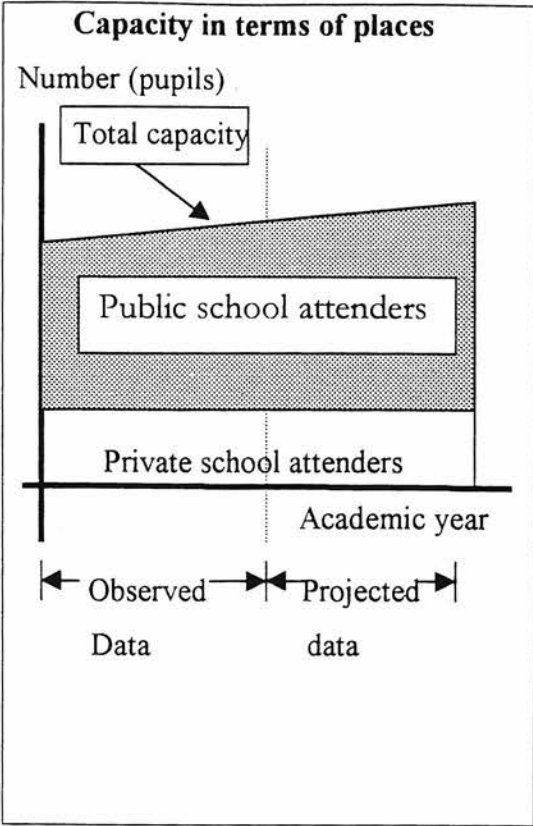 Capacity in terms of places
Number (pupils)
Total capacity
Public school attenders
Private school attenders
Academic year
Observed Projected
Data data